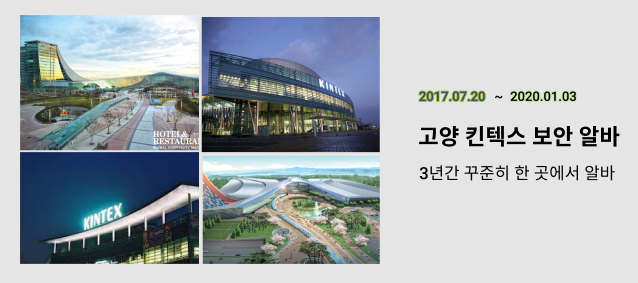 HOTEL&
RESTAURA
KINTEX
KINTEX
2017.07.20 ~ 2020.01.03
고양 킨텍스 보안 알바
3년간 꾸준히 한 곳에서 알바